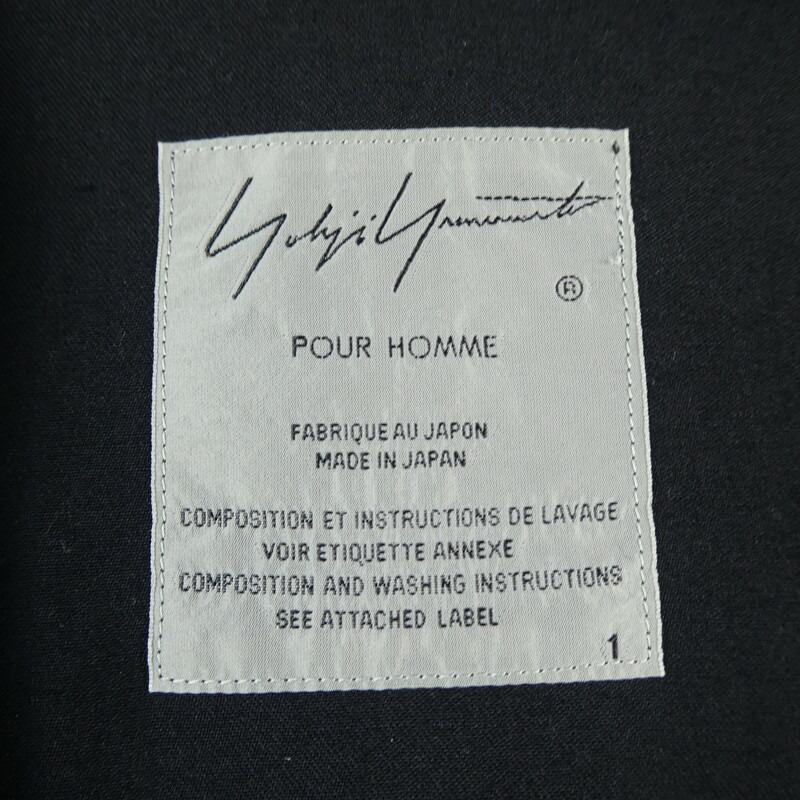 Yohji Yamamoto
®
POUR HOMME
FABRIQUE AU JAPON
MADE IN JAPAN
COMPOSITION ET INSTRUCTIONS DE LAVAGE
VOIR ETIQUETTE ANNEXE
COMPOSITION AND WASHING INSTRUCTIONS
SEE ATTACHED LABEL
1